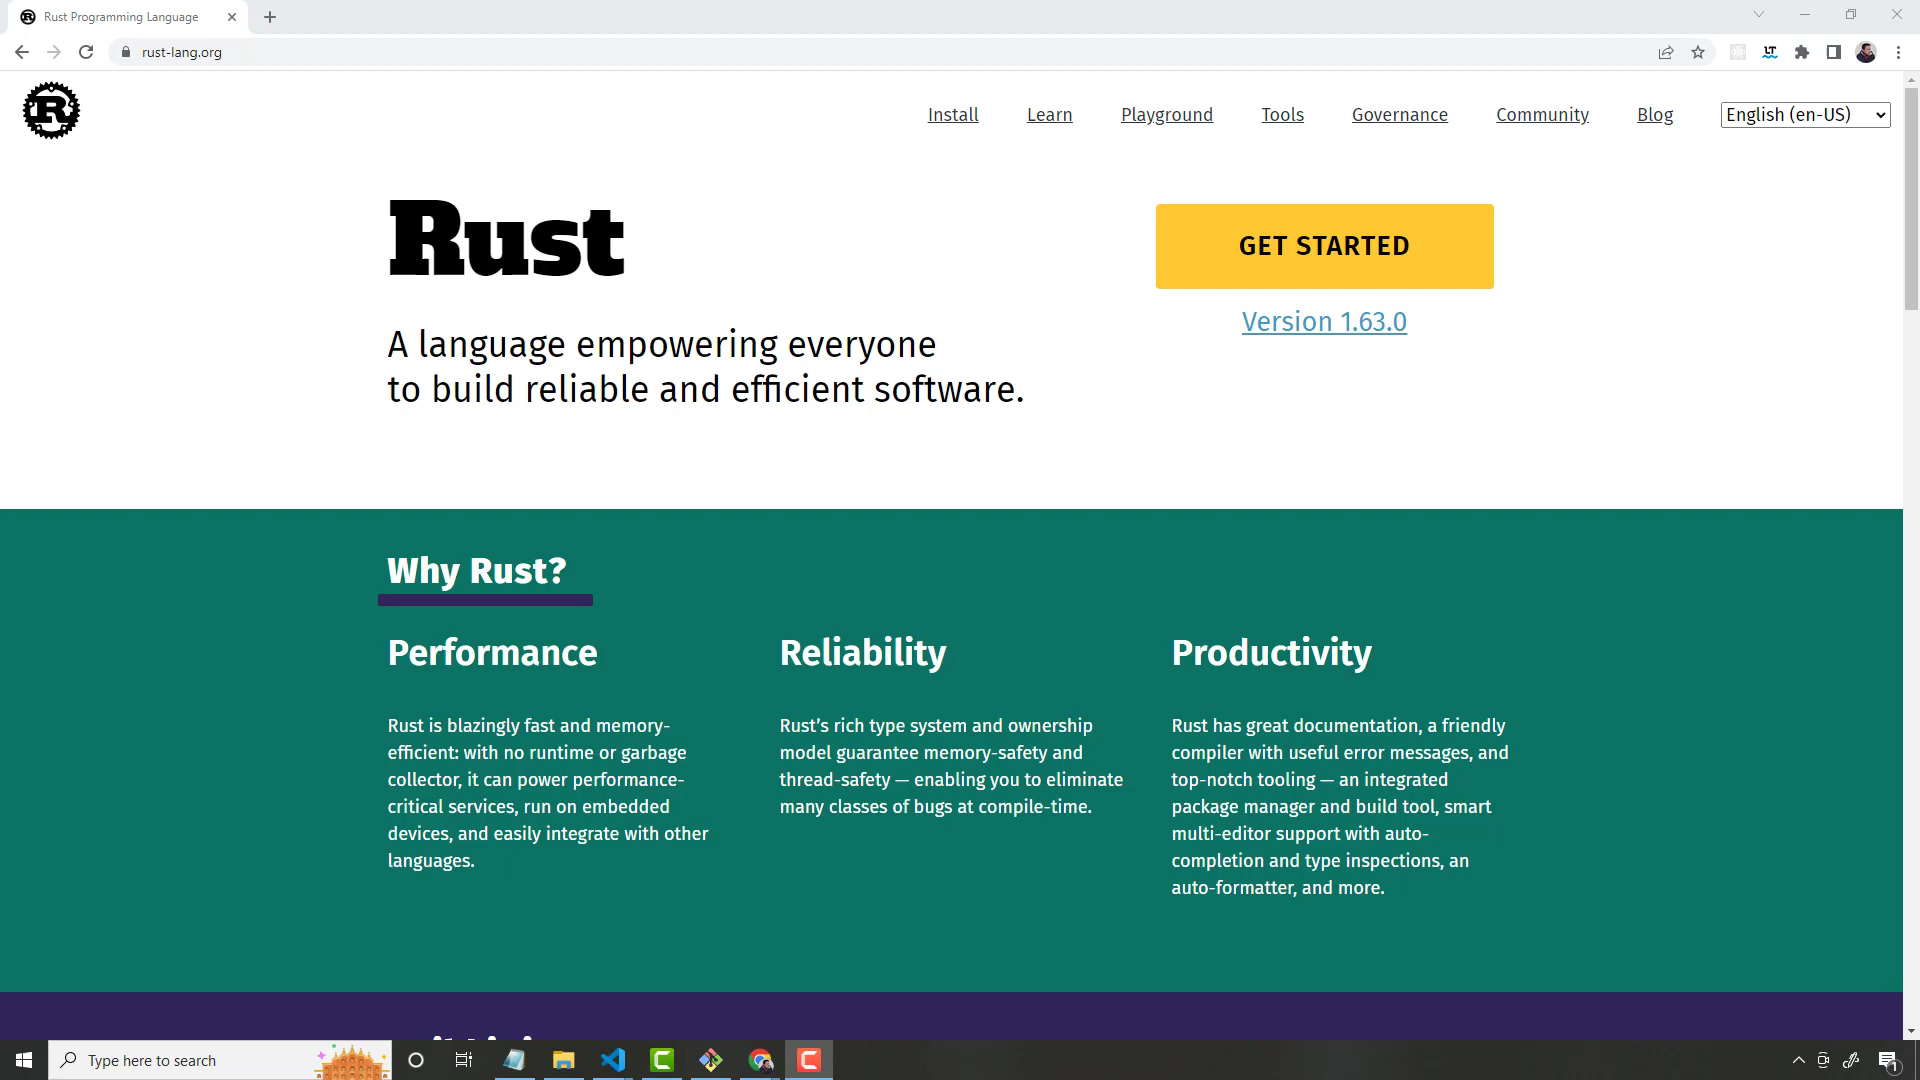 Rust Programming Language
rust-lang.org
Install Learn Playground Tools Governance Community Blog English (en-US)
Rust
GET STARTED
Version 1.63.0
A language empowering everyone
to build reliable and efficient software.
Why Rust?
Performance
Rust is blazingly fast and memory-
efficient: with no runtime or garbage
collector, it can power performance-
critical services, run on embedded
devices, and easily integrate with other
languages.
Reliability
Rust’s rich type system and ownership
model guarantee memory-safety and
thread-safety — enabling you to eliminate
many classes of bugs at compile-time.
Productivity
Rust has great documentation, a friendly
compiler with useful error messages, and
top-notch tooling — an integrated
package manager and build tool, smart
multi-editor support with auto-
completion and type inspections, an
auto-formatter, and more.
Type here to search
1